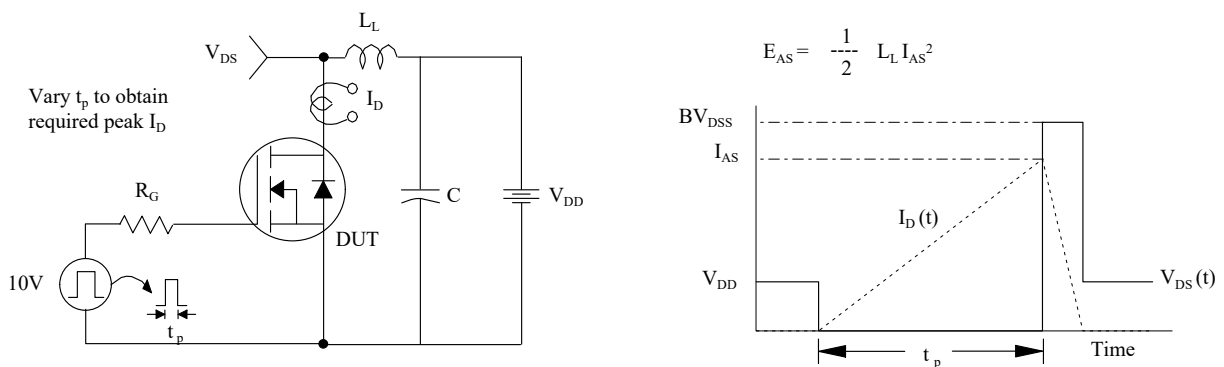 L_L
V_DS
Vary t_p to obtain
required peak I_D
I_D
R_G
C
V_DD
DUT
10V
t_p
E_AS = 1/2 L_L I_AS^2
BV_DSS
I_AS
I_D (t)
V_DD
V_DS (t)
t_p
Time